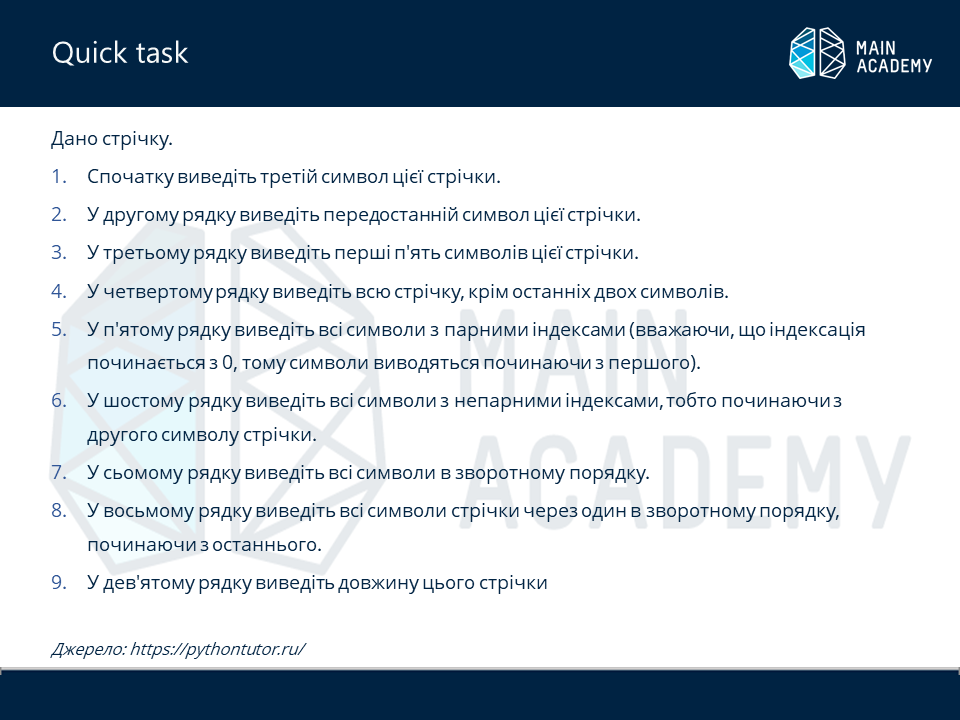 Quick task
MAIN
ACADEMY
Дано стрічку.
1. Спочатку виведіть третій символ цієї стрічки.
2. У другому рядку виведіть передостанній символ цієї стрічки.
3. У третьому рядку виведіть перші п'ять символів цієї стрічки.
4. У четвертому рядку виведіть всю стрічку, крім останніх двох символів.
5. У п'ятому рядку виведіть всі символи з парними індексами (вважаючи, що індексація
починається з 0, тому символи виводяться починаючи з першого).
6. У шостому рядку виведіть всі символи з непарними індексами, тобто починаючи з
другого символу стрічки.
7. У сьомому рядку виведіть всі символи в зворотному порядку.
8. У восьмому рядку виведіть всі символи стрічки через один в зворотному порядку,
починаючи з останнього.
9. У дев'ятому рядку виведіть довжину цього стрічки
MAIN
ACADEMY
Джерело: https://pythontutor.ru/